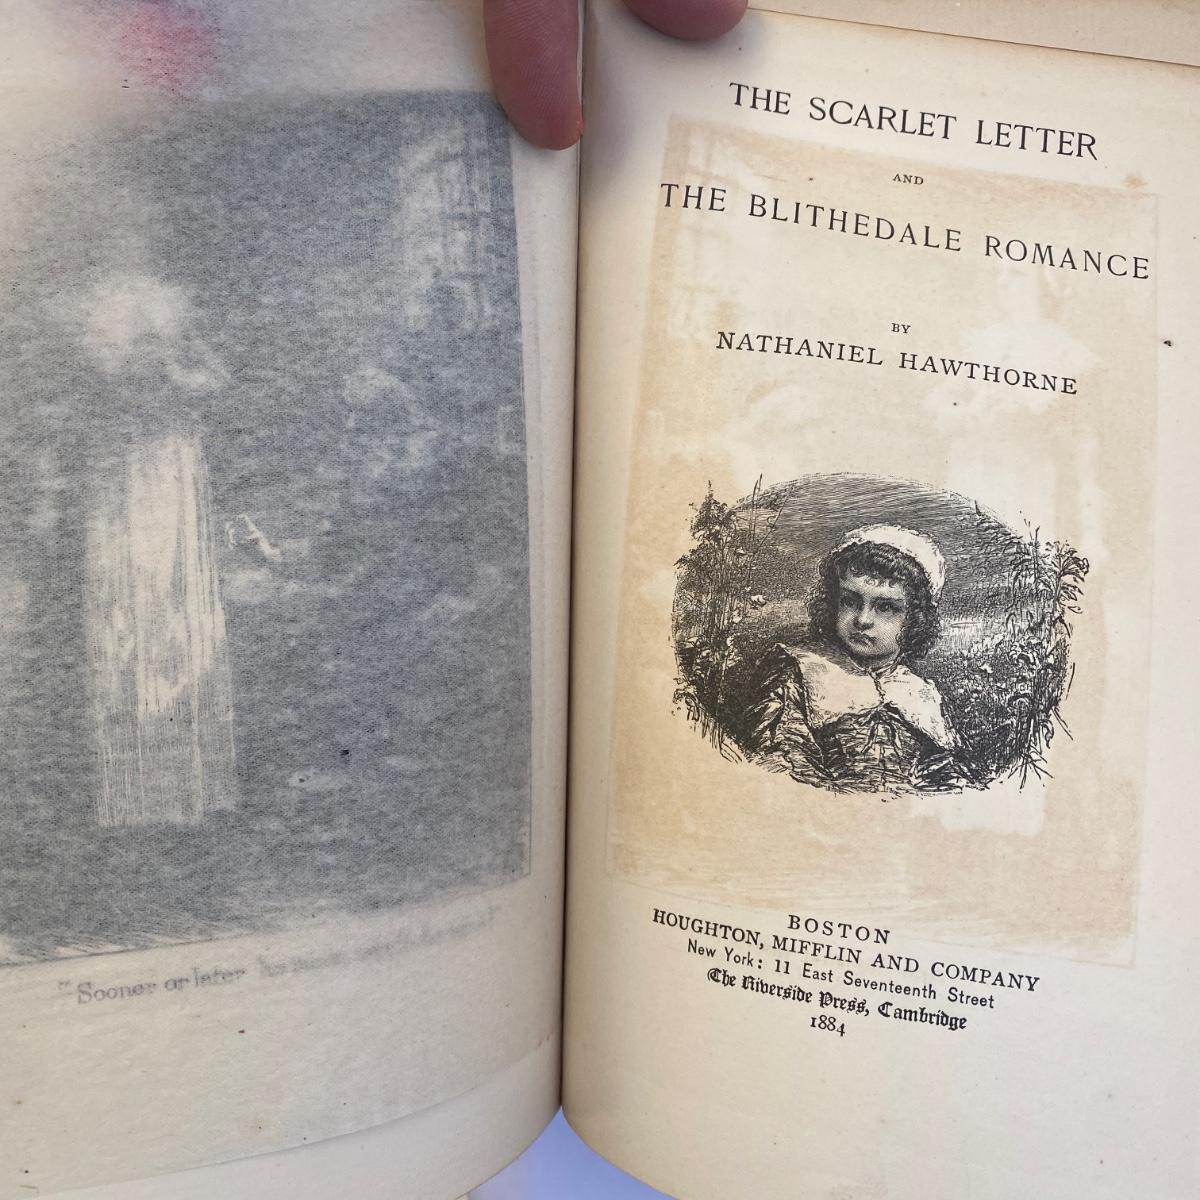 "Sooner or later
THE SCARLET LETTER
AND
THE BLITHEDALE ROMANCE
BY
NATHANIEL HAWTHORNE
BOSTON
HOUGHTON, MIFFLIN AND COMPANY
New York: 11 East Seventeenth Street
The Riverside Press, Cambridge
1884